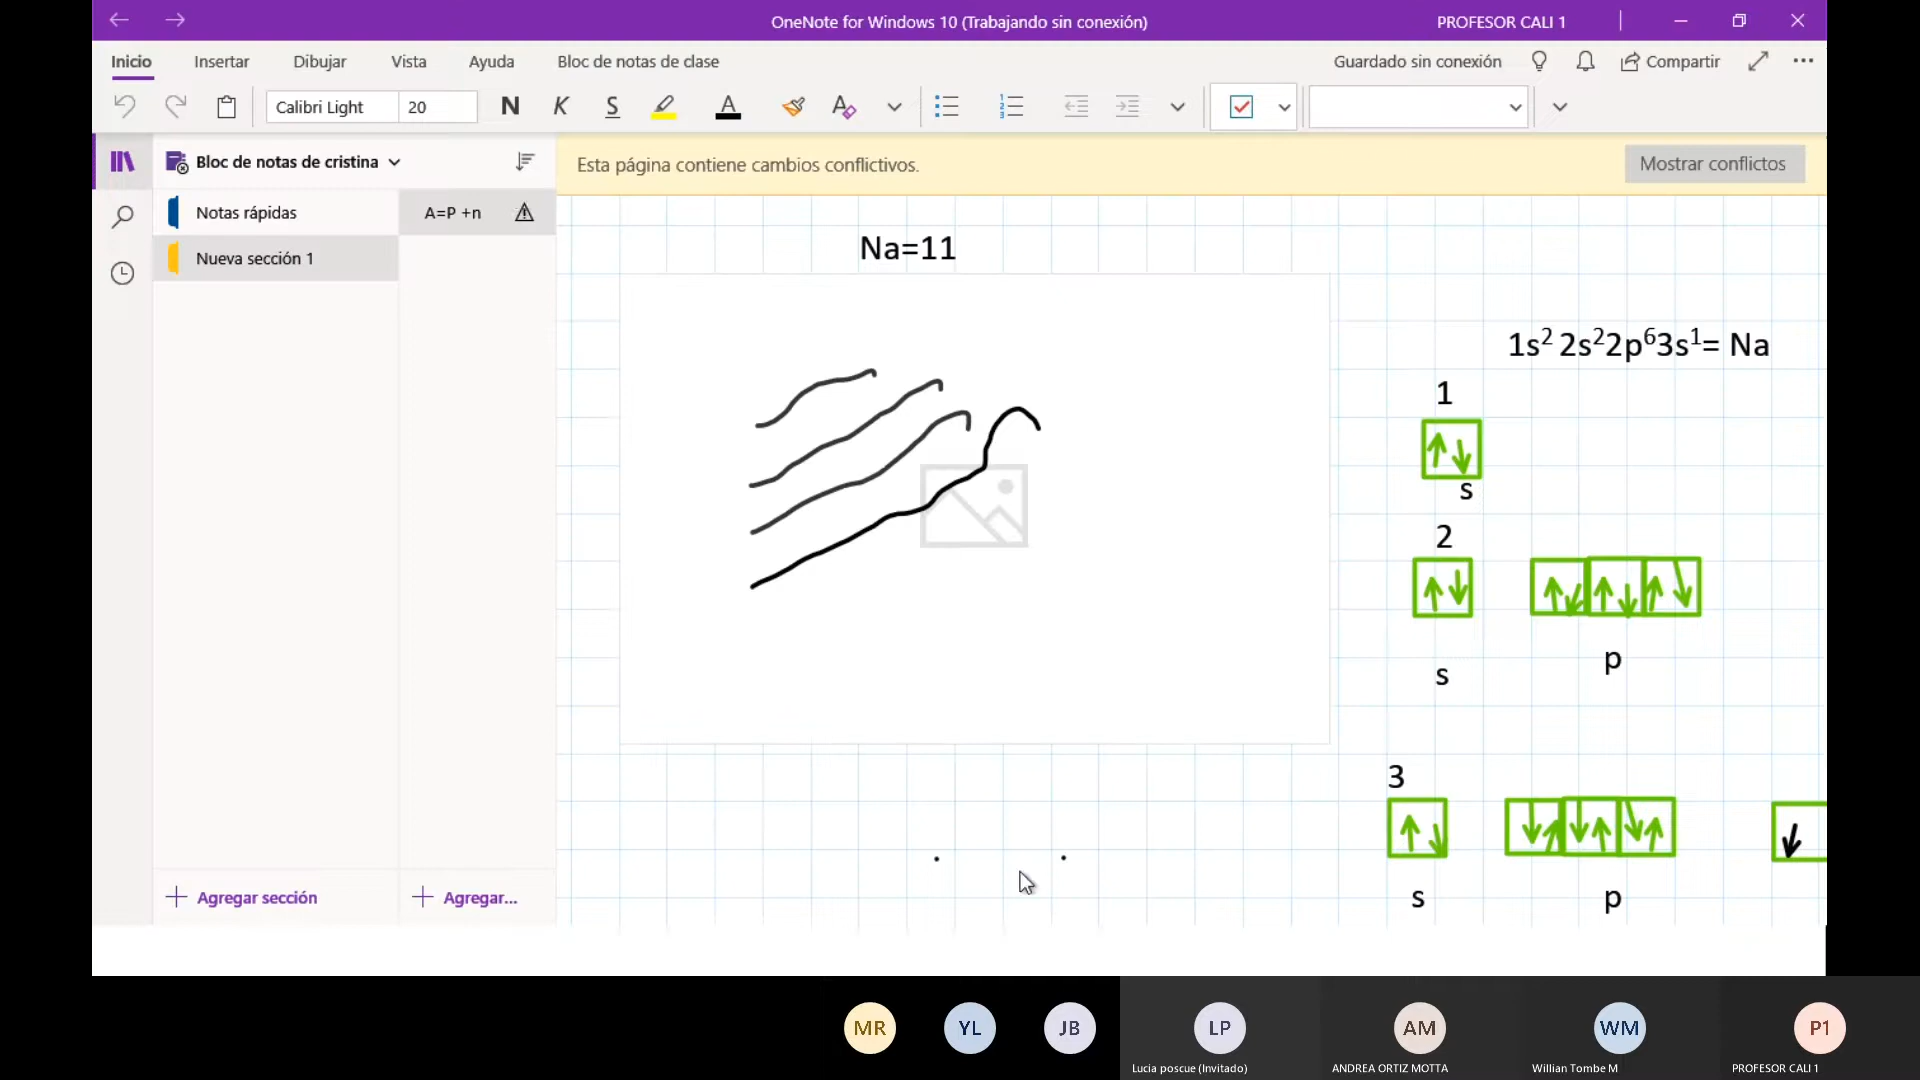 OneNote for Windows 10 (Trabajando sin conexión)
PROFESOR CALI 1
Inicio
Insertar
Dibujar
Vista
Ayuda
Bloc de notas de clase
Guardado sin conexión
Compartir
Calibri Light
20
N
K
S
A
A
Bloc de notas de cristina
Esta página contiene cambios conflictivos.
Mostrar conflictos
Notas rápidas
A=P +n
Nueva sección 1
Na=11
1s² 2s²2p⁶3s¹= Na
1
s
2
s
p
3
s
p
Agregar sección
Agregar...
MR
YL
JB
LP
AM
WM
P1
Lucia poscue (Invitado)
ANDREA ORTIZ MOTTA
Willian Tombe M
PROFESOR CALI 1